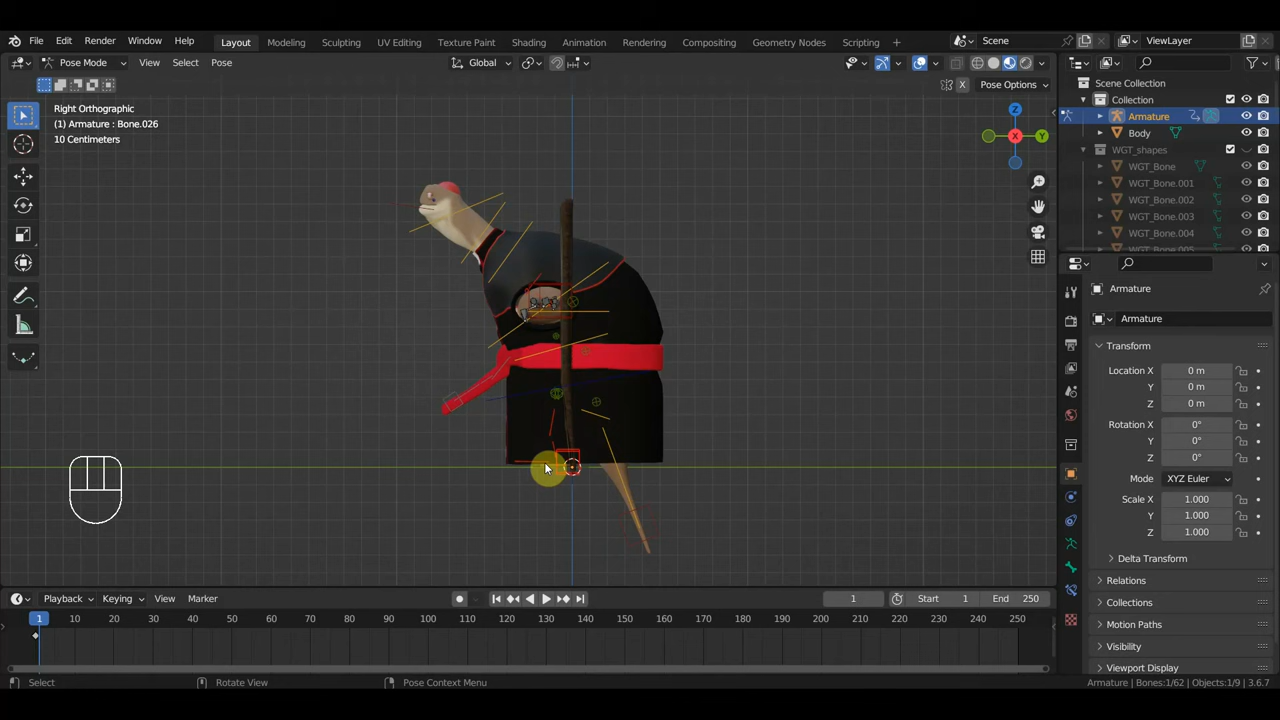 File Edit Render Window Help Layout Modeling Sculpting UV Editing Texture Paint Shading Animation Rendering Compositing Geometry Nodes Scripting + Scene ViewLayer
Pose Mode View Select Pose Global
X Pose Options
Right Orthographic
(1) Armature : Bone.026
10 Centimeters
Z
X
Y
Scene Collection
Collection
Armature
Body
WGT_shapes
WGT_Bone
WGT_Bone.001
WGT_Bone.002
WGT_Bone.003
WGT_Bone.004
WGT_Bone.005
Armature
Armature
Transform
Location X 0 m
Y 0 m
Z 0 m
Rotation X 0°
Y 0°
Z 0°
Mode XYZ Euler
Scale X 1.000
Y 1.000
Z 1.000
Delta Transform
Relations
Collections
Motion Paths
Visibility
Viewport Display
Playback Keying View Marker 1 Start 1 End 250
1 10 20 30 40 50 60 70 80 90 100 110 120 130 140 150 160 170 180 190 200 210 220 230 240 250
Select Rotate View Pose Context Menu Armature | Bones:1/62 | Objects:1/9 | 3.6.7